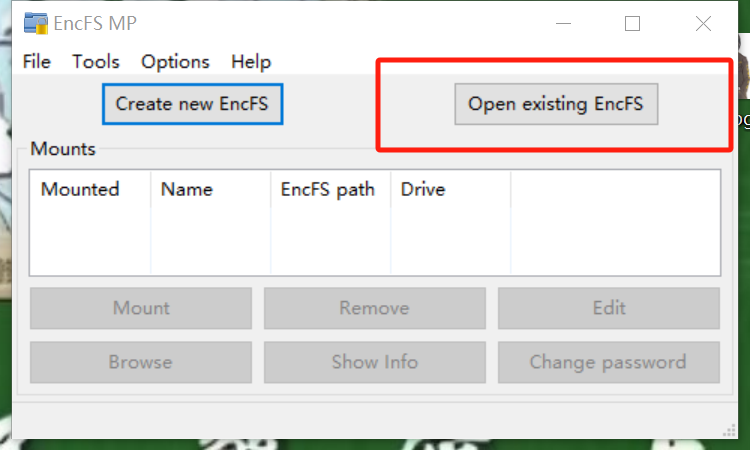 EncFS MP
File Tools Options Help
Create new EncFS Open existing EncFS
Mounts
Mounted Name EncFS path Drive
Mount Remove Edit
Browse Show Info Change password